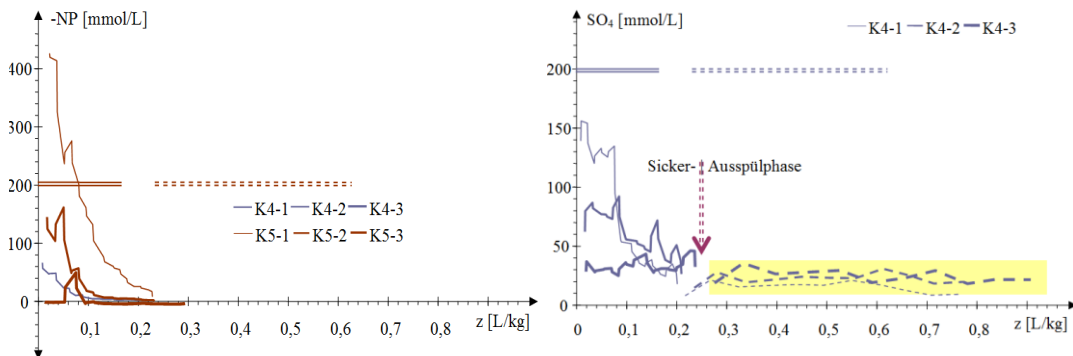 -NP [mmol/L]
400
300
200
100
0
K4-1 K4-2 K4-3
K5-1 K5-2 K5-3
0,1 0,2 0,3 0,4 0,5 0,6 0,7 0,8
z [L/kg]
SO₄ [mmol/L]
K4-1 K4-2 K4-3
200
150
100
50
0
Sicker- Ausspülphase
0 0,1 0,2 0,3 0,4 0,5 0,6 0,7 0,8
z [L/kg]